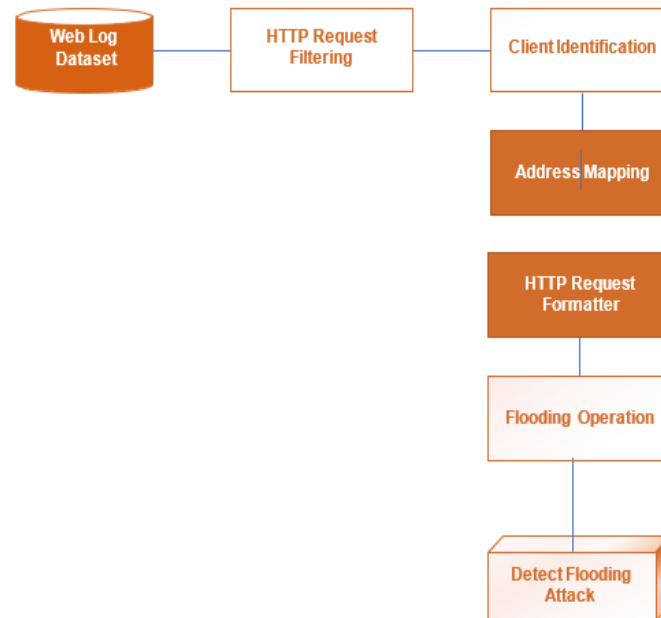 Web Log
Dataset
HTTP Request
Filtering
Client Identification
Address Mapping
HTTP Request
Formatter
Flooding Operation
Detect Flooding
Attack